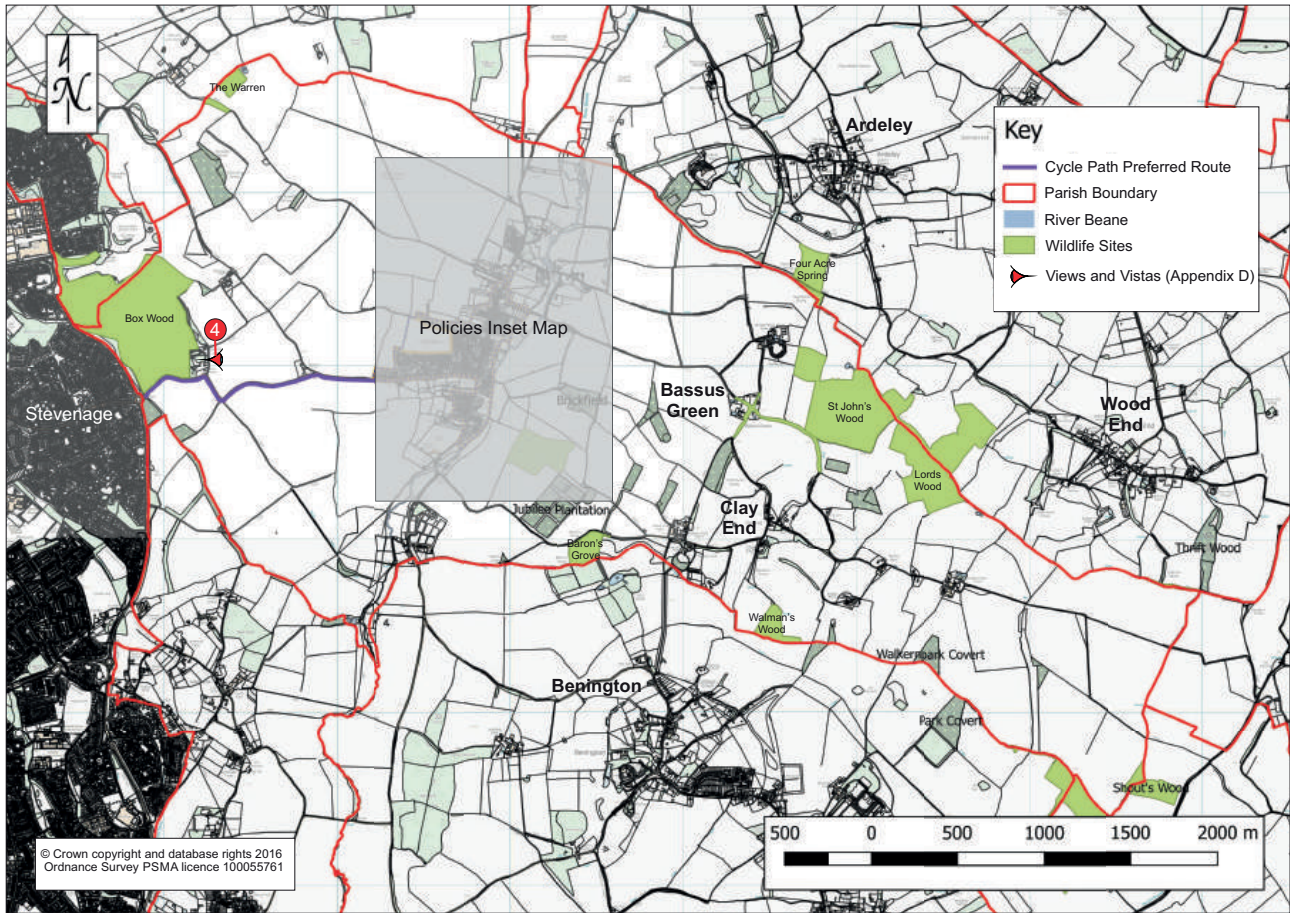 N
The Warren
Ardeley
Key
Cycle Path Preferred Route
Parish Boundary
River Beane
Wildlife Sites
Views and Vistas (Appendix D)
Four Acre
Spring
Box Wood
4
Policies Inset Map
Stevenage
Brickfield
Bassus
Green
St John's
Wood
Wood
End
Lords
Wood
Jubilee Plantation
Clay
End
Baron's
Grove
Thrift Wood
Walman's
Wood
Walkernpark Covert
Benington
Park Covert
Shout's Wood
500 0 500 1000 1500 2000 m
© Crown copyright and database rights 2016
Ordnance Survey PSMA licence 100055761